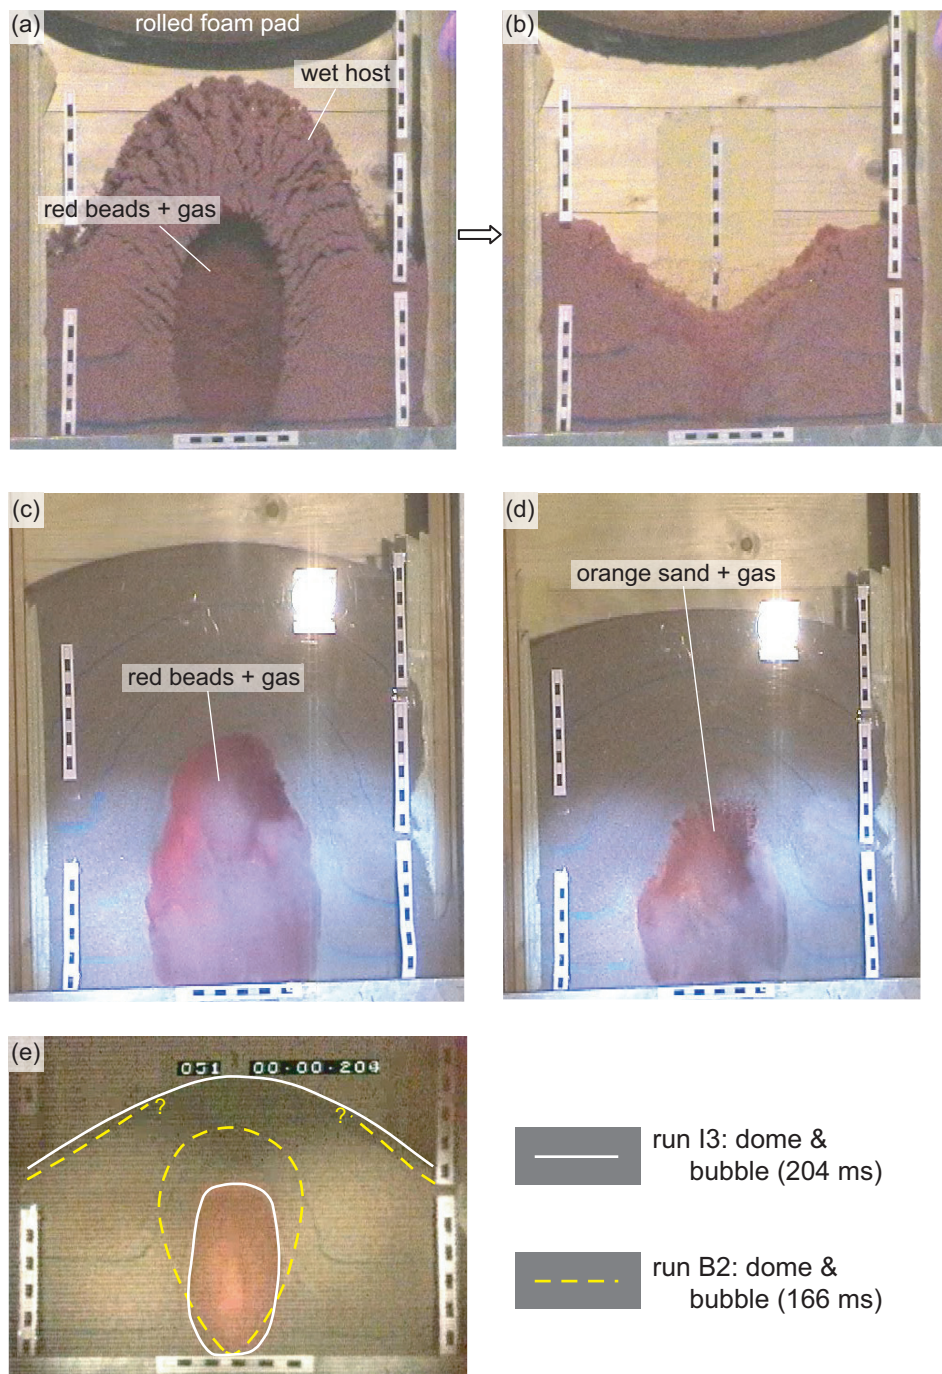 (a)
rolled foam pad
wet host
red beads + gas
(b)
(c)
red beads + gas
(d)
orange sand + gas
(e)
051 00·00·208
?
?
run I3: dome &
bubble (204 ms)
run B2: dome &
bubble (166 ms)